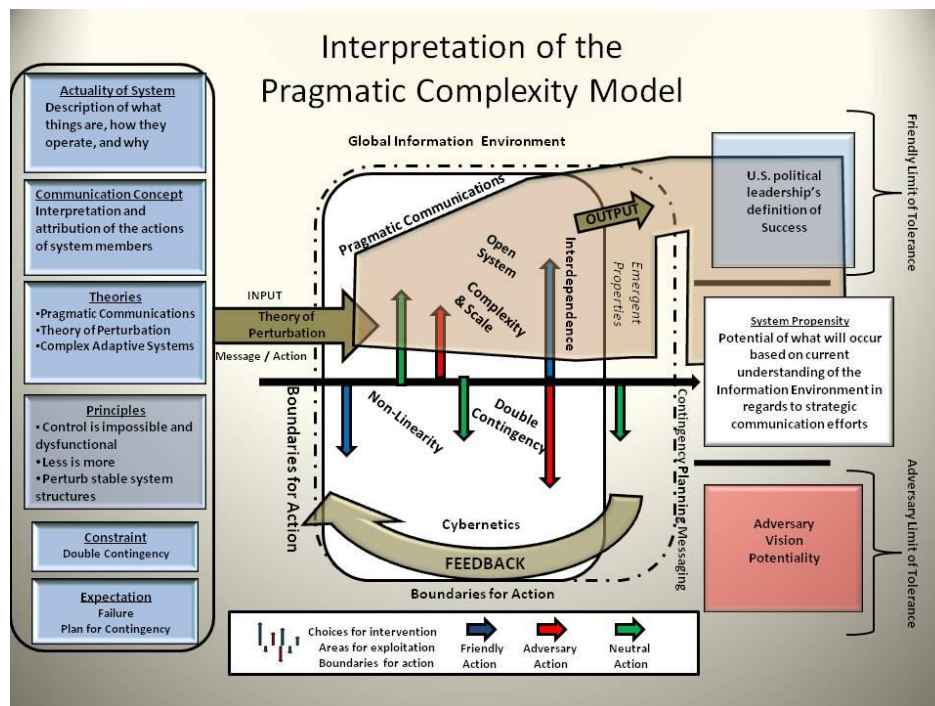 Interpretation of the
Pragmatic Complexity Model
Actuality of System
Description of what
things are, how they
operate, and why
Communication Concept
Interpretation and
attribution of the actions
of system members
Theories
•Pragmatic Communications
•Theory of Perturbation
•Complex Adaptive Systems
Principles
• Control is impossible and
dysfunctional
•Less is more
•Perturb stable system
structures
Constraint
Double Contingency
Expectation
Failure
Plan for Contingency
INPUT
Theory of
Perturbation
Message / Action
Global Information Environment
Pragmatic Communications
Open
System
Complexity
& Scale
Interdependence
OUTPUT
Emergent
Properties
Non-Linearity
Double
Contingency
Boundaries for Action
Contingency Planning Messaging
Cybernetics
FEEDBACK
Boundaries for Action
U.S. political
leadership's
definition of
Success
Friendly Limit of Tolerance
System Propensity
Potential of what will occur
based on current
understanding of the
Information Environment in
regards to strategic
communication efforts
Adversary
Vision
Potentiality
Adversary Limit of Tolerance
Choices for intervention
Areas for exploitation
Boundaries for action
Friendly
Action
Adversary
Action
Neutral
Action